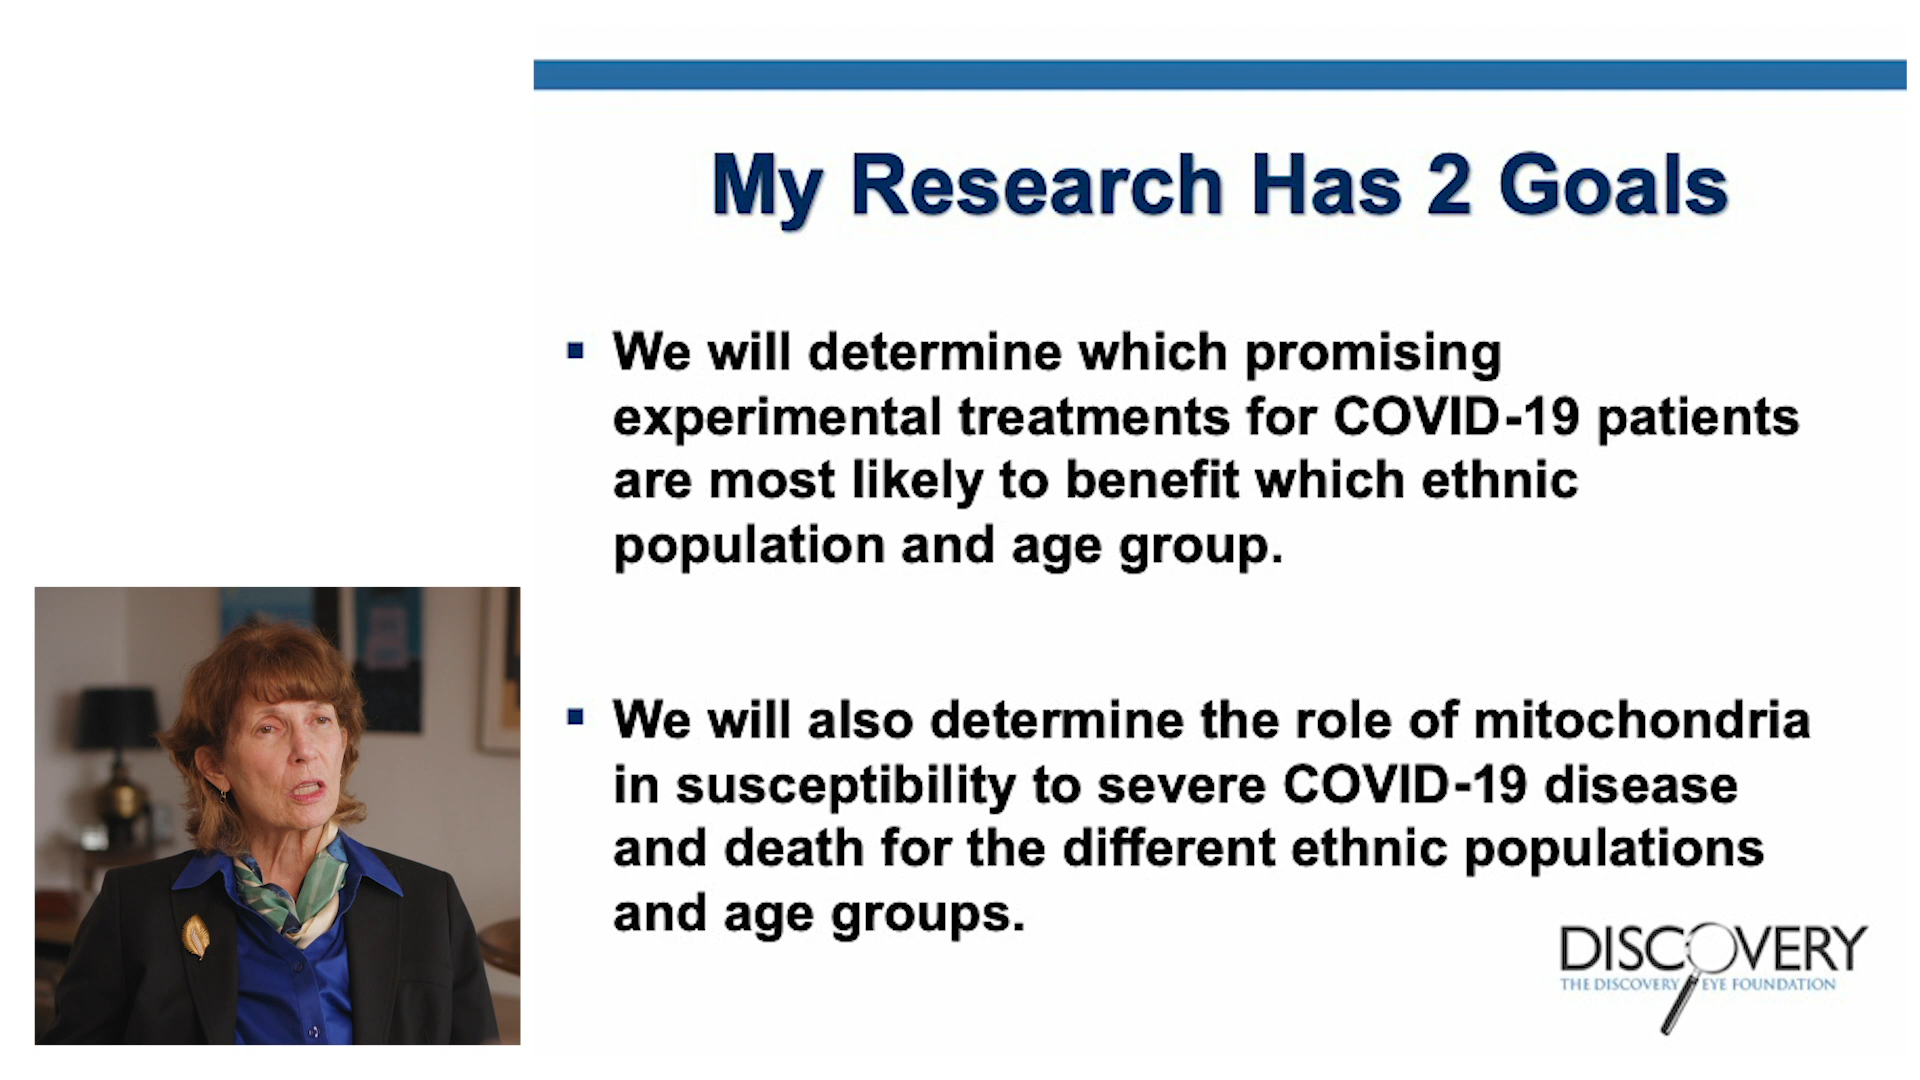 My Research Has 2 Goals
▪ We will determine which promising
experimental treatments for COVID-19 patients
are most likely to benefit which ethnic
population and age group.
▪ We will also determine the role of mitochondria
in susceptibility to severe COVID-19 disease
and death for the different ethnic populations
and age groups.
DISCOVERY
THE DISCOVERY EYE FOUNDATION